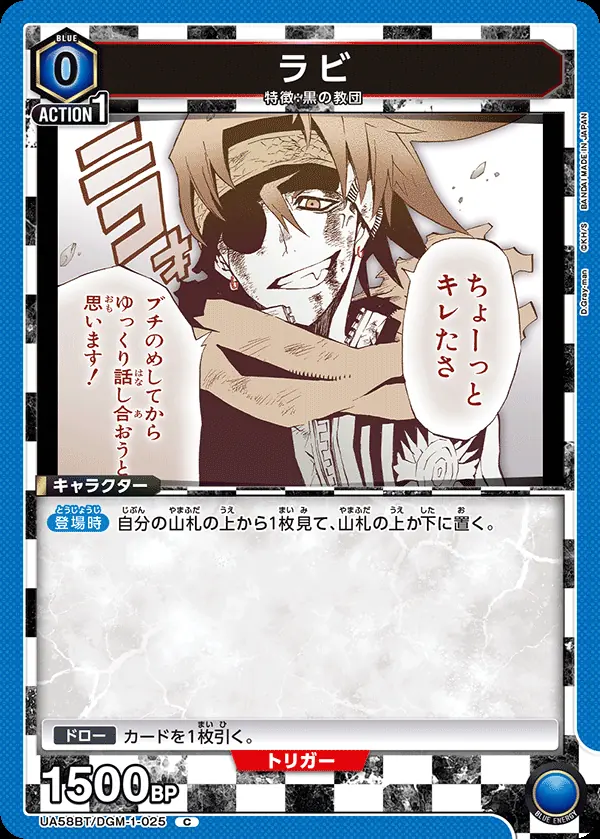 BLUE
0
ACTION 1
ラビ
特徴:黒の教団
ニコォ
ちょーっと
キレたさ
ブチのめしてから
ゆっくり話し合おうと
思います!
D.Gray-man ©KH/S BANDAI MADE IN JAPAN
キャラクター
登場時 自分の山札の上から1枚見て、山札の上か下に置く。
ドロー カードを1枚引く。
トリガー
1500BP
BLUE ENERGY
UA58BT/DGM-1-025 C